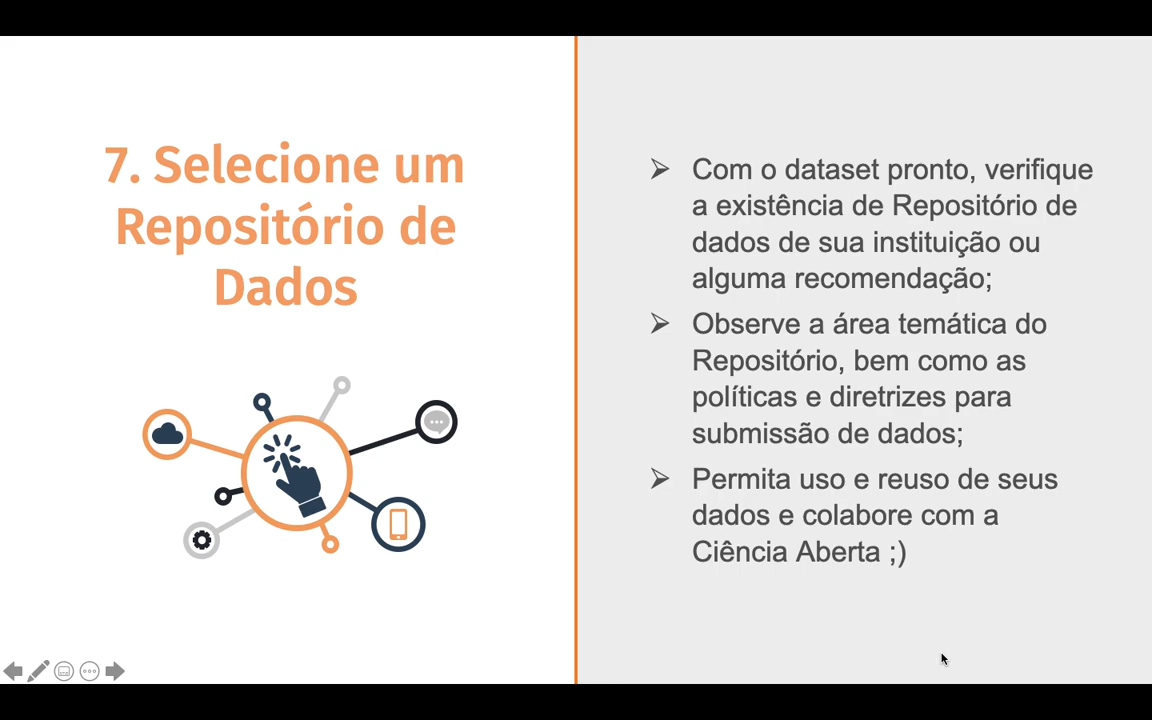 7. Selecione um
Repositório de
Dados
➢ Com o dataset pronto, verifique
a existência de Repositório de
dados de sua instituição ou
alguma recomendação;
➢ Observe a área temática do
Repositório, bem como as
políticas e diretrizes para
submissão de dados;
➢ Permita uso e reuso de seus
dados e colabore com a
Ciência Aberta ;)